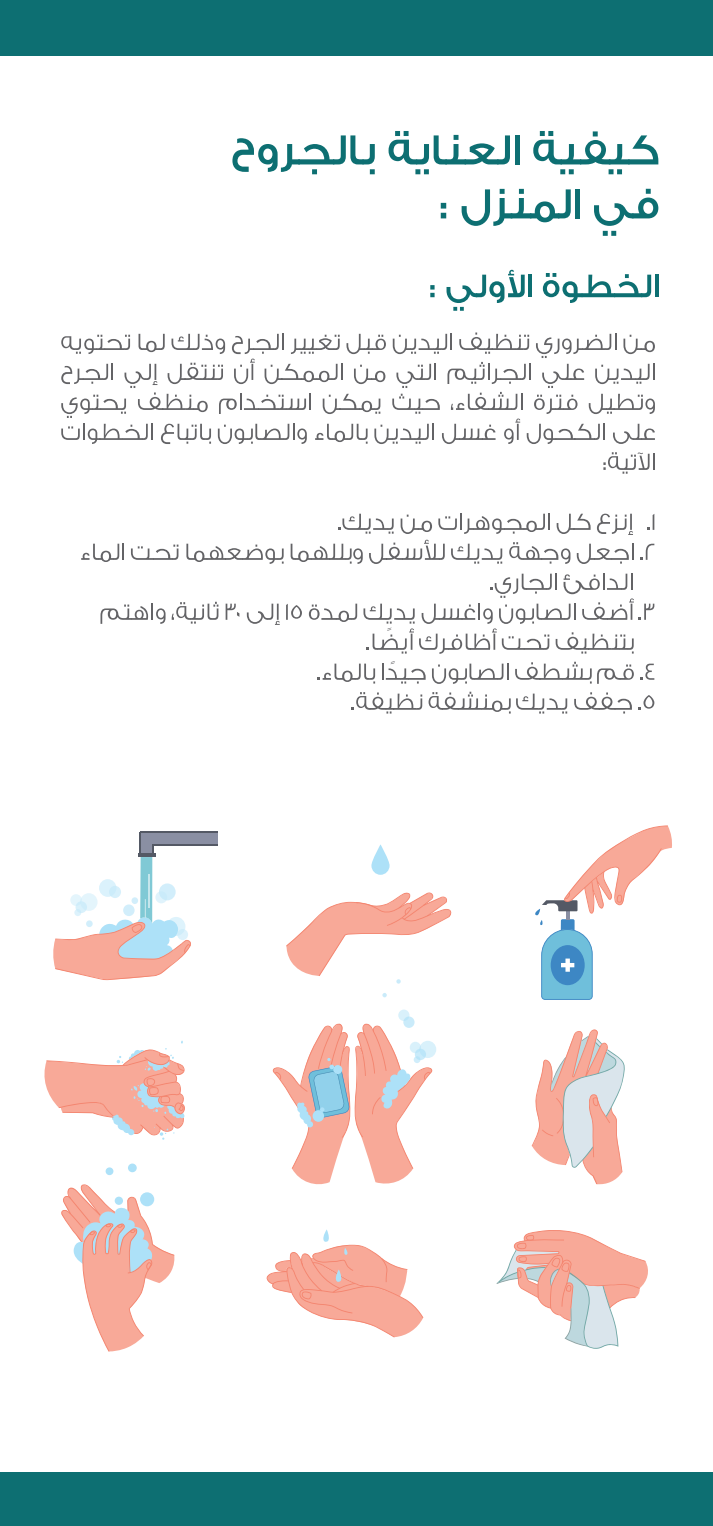 كيفية العناية بالجروح
في المنزل :
الخطوة الأولي :
من الضروري تنظيف اليدين قبل تغيير الجرح وذلك لما تحتويه
اليدين علي الجراثيم التي من الممكن أن تنتقل إلي الجرح
وتطيل فترة الشفاء، حيث يمكن استخدام منظف يحتوي
على الكحول أو غسل اليدين بالماء والصابون باتباع الخطوات
الآتية:
١. إنزع كل المجوهرات من يديك.
٢. اجعل وجهة يديك للأسفل وبللهما بوضعهما تحت الماء
الدافئ الجاري.
٣. أضف الصابون واغسل يديك لمدة ١٥ إلى ٣٠ ثانية، واهتم
بتنظيف تحت أظافرك أيضًا.
٤. قم بشطف الصابون جيدًا بالماء.
٥. جفف يديك بمنشفة نظيفة.